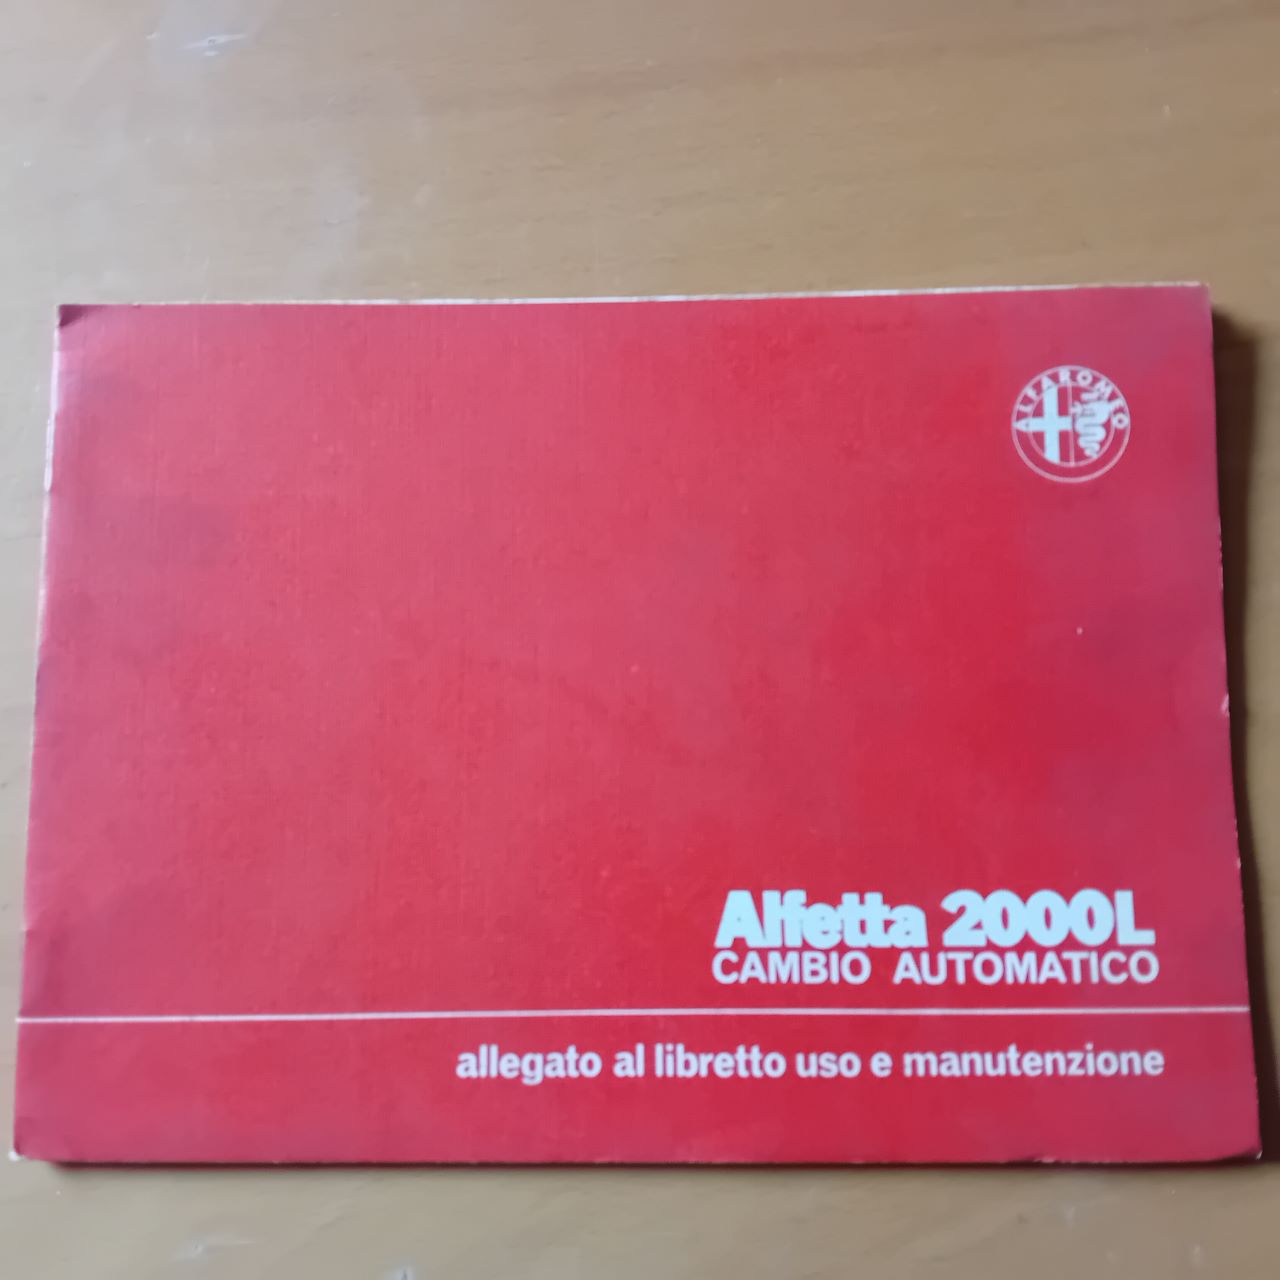 ALFA ROMEO
Alfetta 2000L
CAMBIO AUTOMATICO
allegato al libretto uso e manutenzione